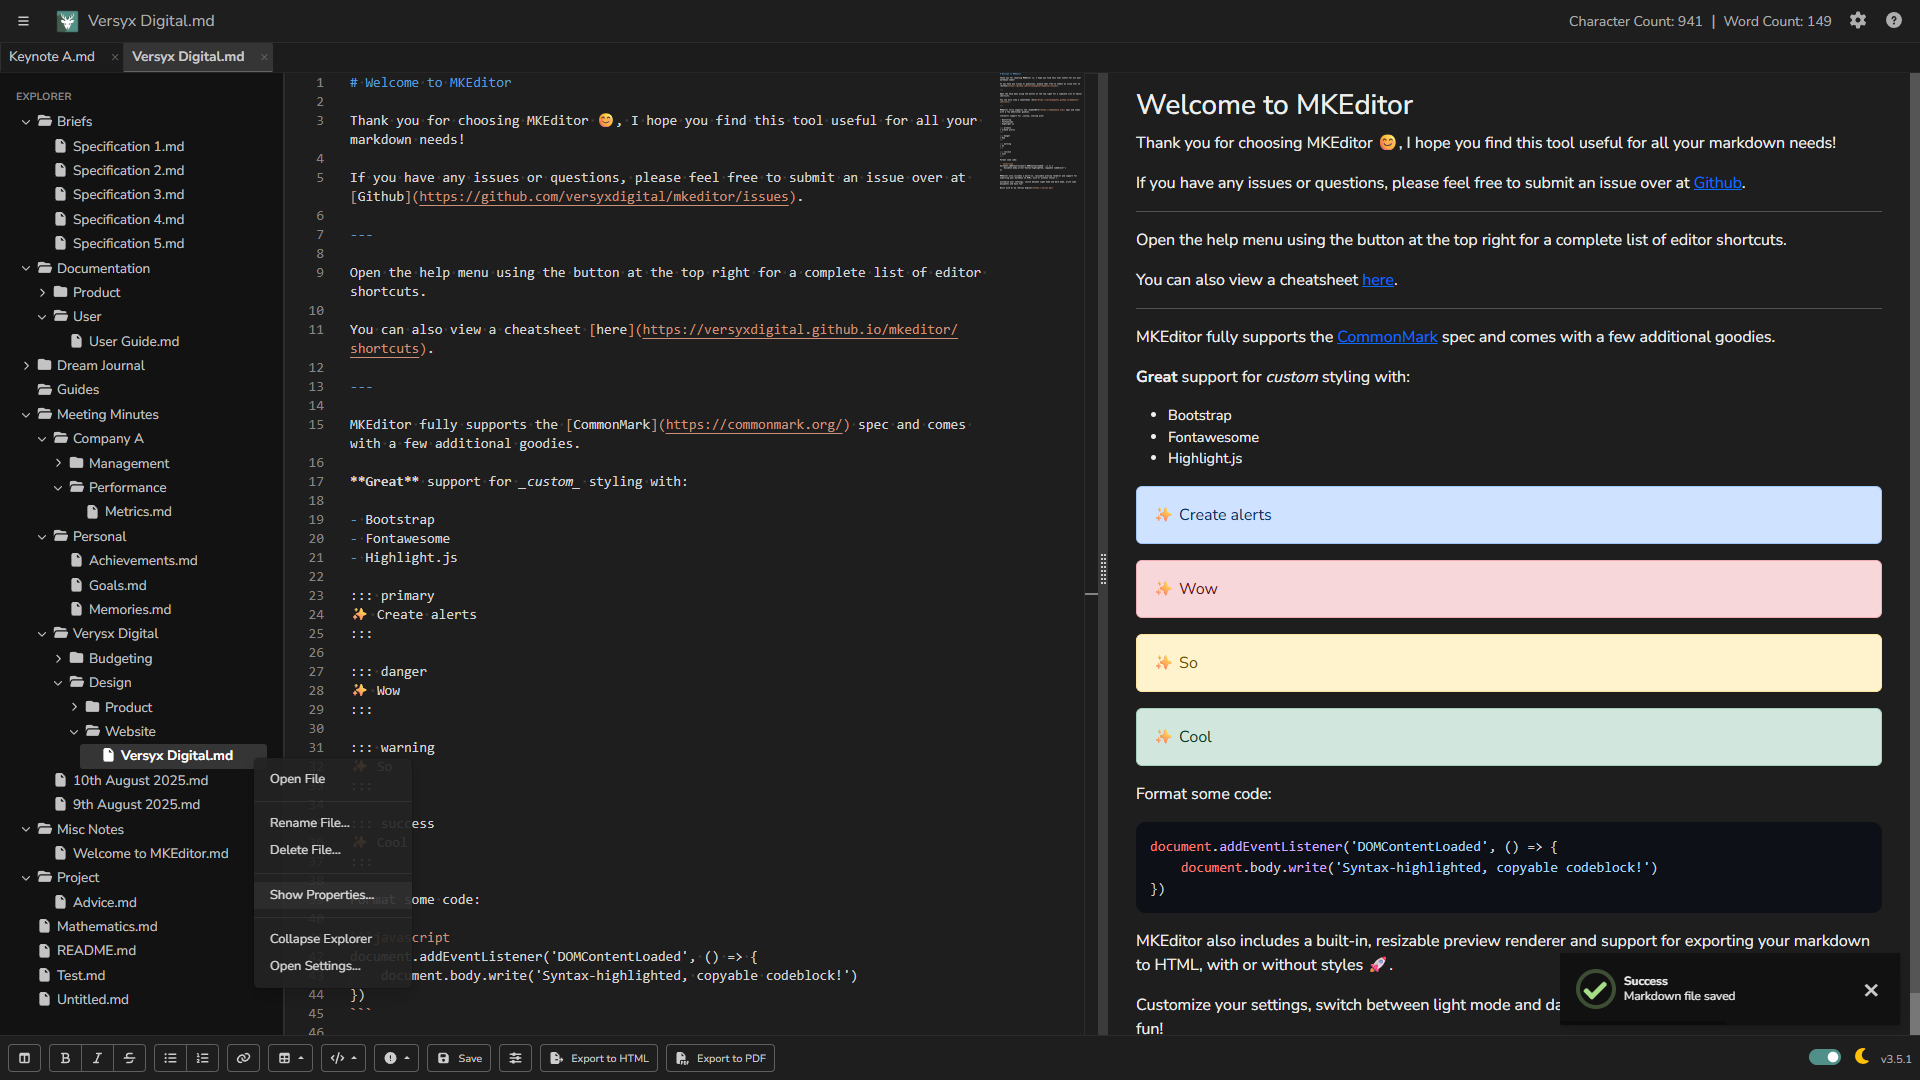 Versyx Digital.md
Character Count: 941 | Word Count: 149
Keynote A.md
Versyx Digital.md
EXPLORER
Briefs
Specification 1.md
Specification 2.md
Specification 3.md
Specification 4.md
Specification 5.md
Documentation
Product
User
User Guide.md
Dream Journal
Guides
Meeting Minutes
Company A
Management
Performance
Metrics.md
Personal
Achievements.md
Goals.md
Memories.md
Verysx Digital
Budgeting
Design
Product
Website
Versyx Digital.md
10th August 2025.md
9th August 2025.md
Misc Notes
Welcome to MKEditor.md
Project
Advice.md
Mathematics.md
README.md
Test.md
Untitled.md
Open File
Rename File...
Delete File...
Show Properties...
Collapse Explorer
Open Settings...
1 # Welcome to MKEditor
2
3 Thank you for choosing MKEditor 😊, I hope you find this tool useful for all your
markdown needs!
4
5 If you have any issues or questions, please feel free to submit an issue over at
[Github](https://github.com/versyxdigital/mkeditor/issues).
6
7 ---
8
9 Open the help menu using the button at the top right for a complete list of editor
shortcuts.
10
11 You can also view a cheatsheet [here](https://versyxdigital.github.io/mkeditor/
shortcuts).
12
13 ---
14
15 MKEditor fully supports the [CommonMark](https://commonmark.org/) spec and comes
with a few additional goodies.
16
17 **Great** support for _custom_ styling with:
18
19 - Bootstrap
20 - Fontawesome
21 - Highlight.js
22
23 ::: primary
24 ✨ Create alerts
25 :::
26
27 ::: danger
28 ✨ Wow
29 :::
30
31 ::: warning
✨ So
:::
::: success
✨ Cool
:::
some code:
javascript
document.addEventListener('DOMContentLoaded', () => {
document.body.write('Syntax-highlighted, copyable codeblock!')
44 })
45 ```
46
Welcome to MKEditor
Thank you for choosing MKEditor 😊, I hope you find this tool useful for all your markdown needs!
If you have any issues or questions, please feel free to submit an issue over at Github.
Open the help menu using the button at the top right for a complete list of editor shortcuts.
You can also view a cheatsheet here.
MKEditor fully supports the CommonMark spec and comes with a few additional goodies.
Great support for custom styling with:
• Bootstrap
• Fontawesome
• Highlight.js
✨ Create alerts
✨ Wow
✨ So
✨ Cool
Format some code:
document.addEventListener('DOMContentLoaded', () => {
document.body.write('Syntax-highlighted, copyable codeblock!')
})
MKEditor also includes a built-in, resizable preview renderer and support for exporting your markdown
to HTML, with or without styles 🚀.
Customize your settings, switch between light mode and
fun!
Success
Markdown file saved
B I S
Save
Export to HTML
Export to PDF
v3.5.1